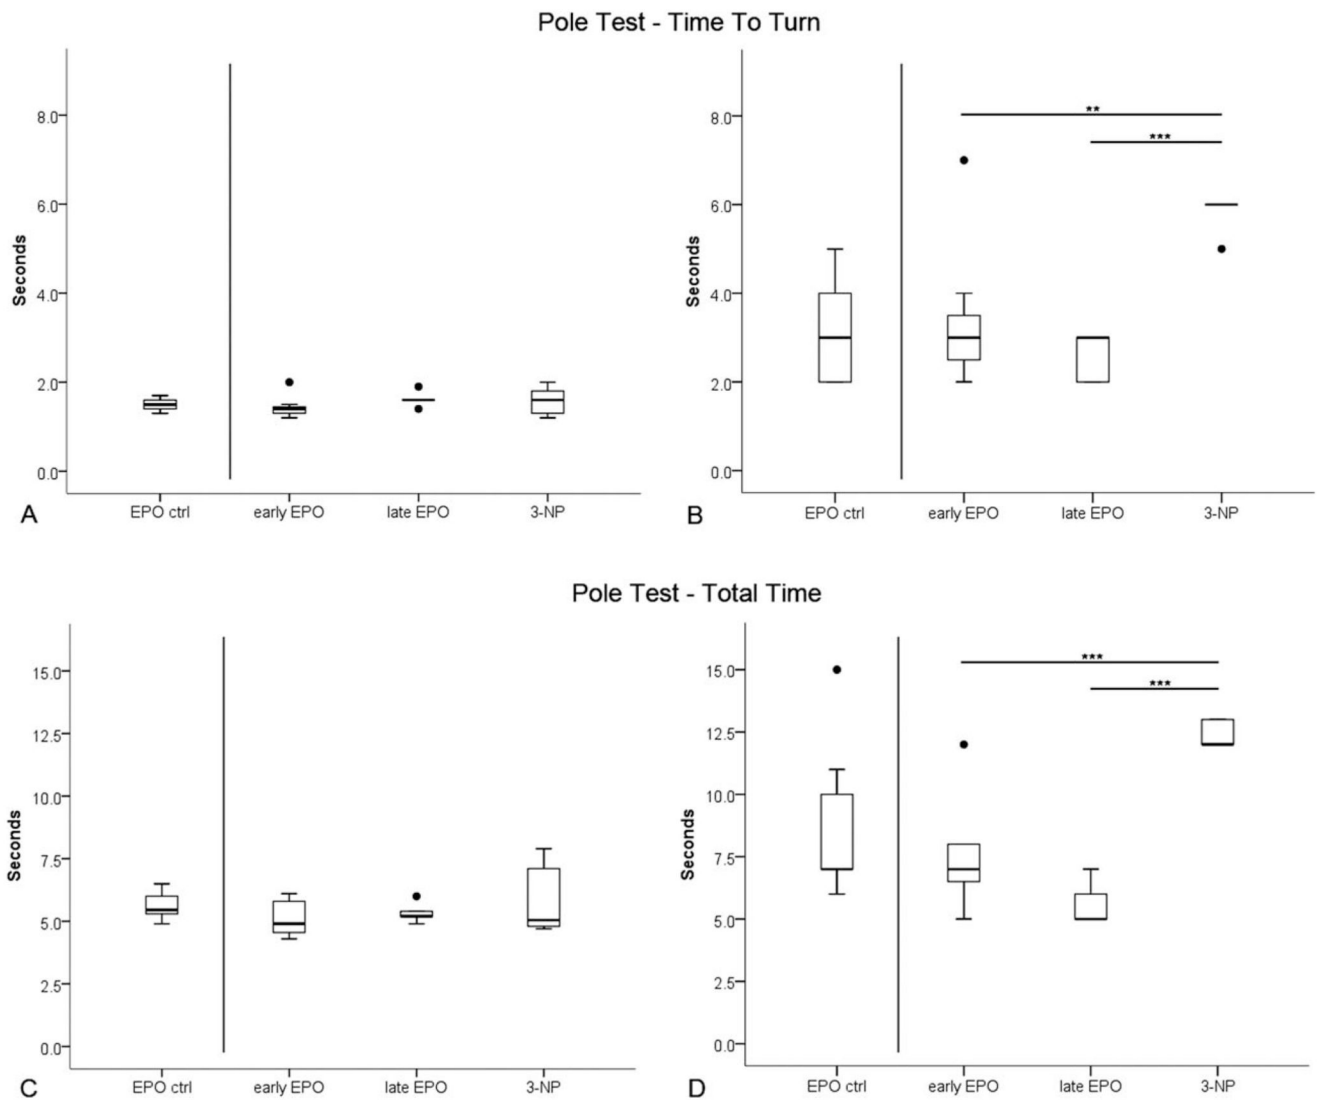 Pole Test - Time To Turn
Seconds
8.0
6.0
4.0
2.0
0.0
EPO ctrl early EPO late EPO 3-NP
A
Seconds
8.0
6.0
4.0
2.0
0.0
**
***
EPO ctrl early EPO late EPO 3-NP
B
Pole Test - Total Time
Seconds
15.0
12.5
10.0
7.5
5.0
2.5
0.0
EPO ctrl early EPO late EPO 3-NP
C
Seconds
15.0
12.5
10.0
7.5
5.0
2.5
0.0
***
***
EPO ctrl early EPO late EPO 3-NP
D